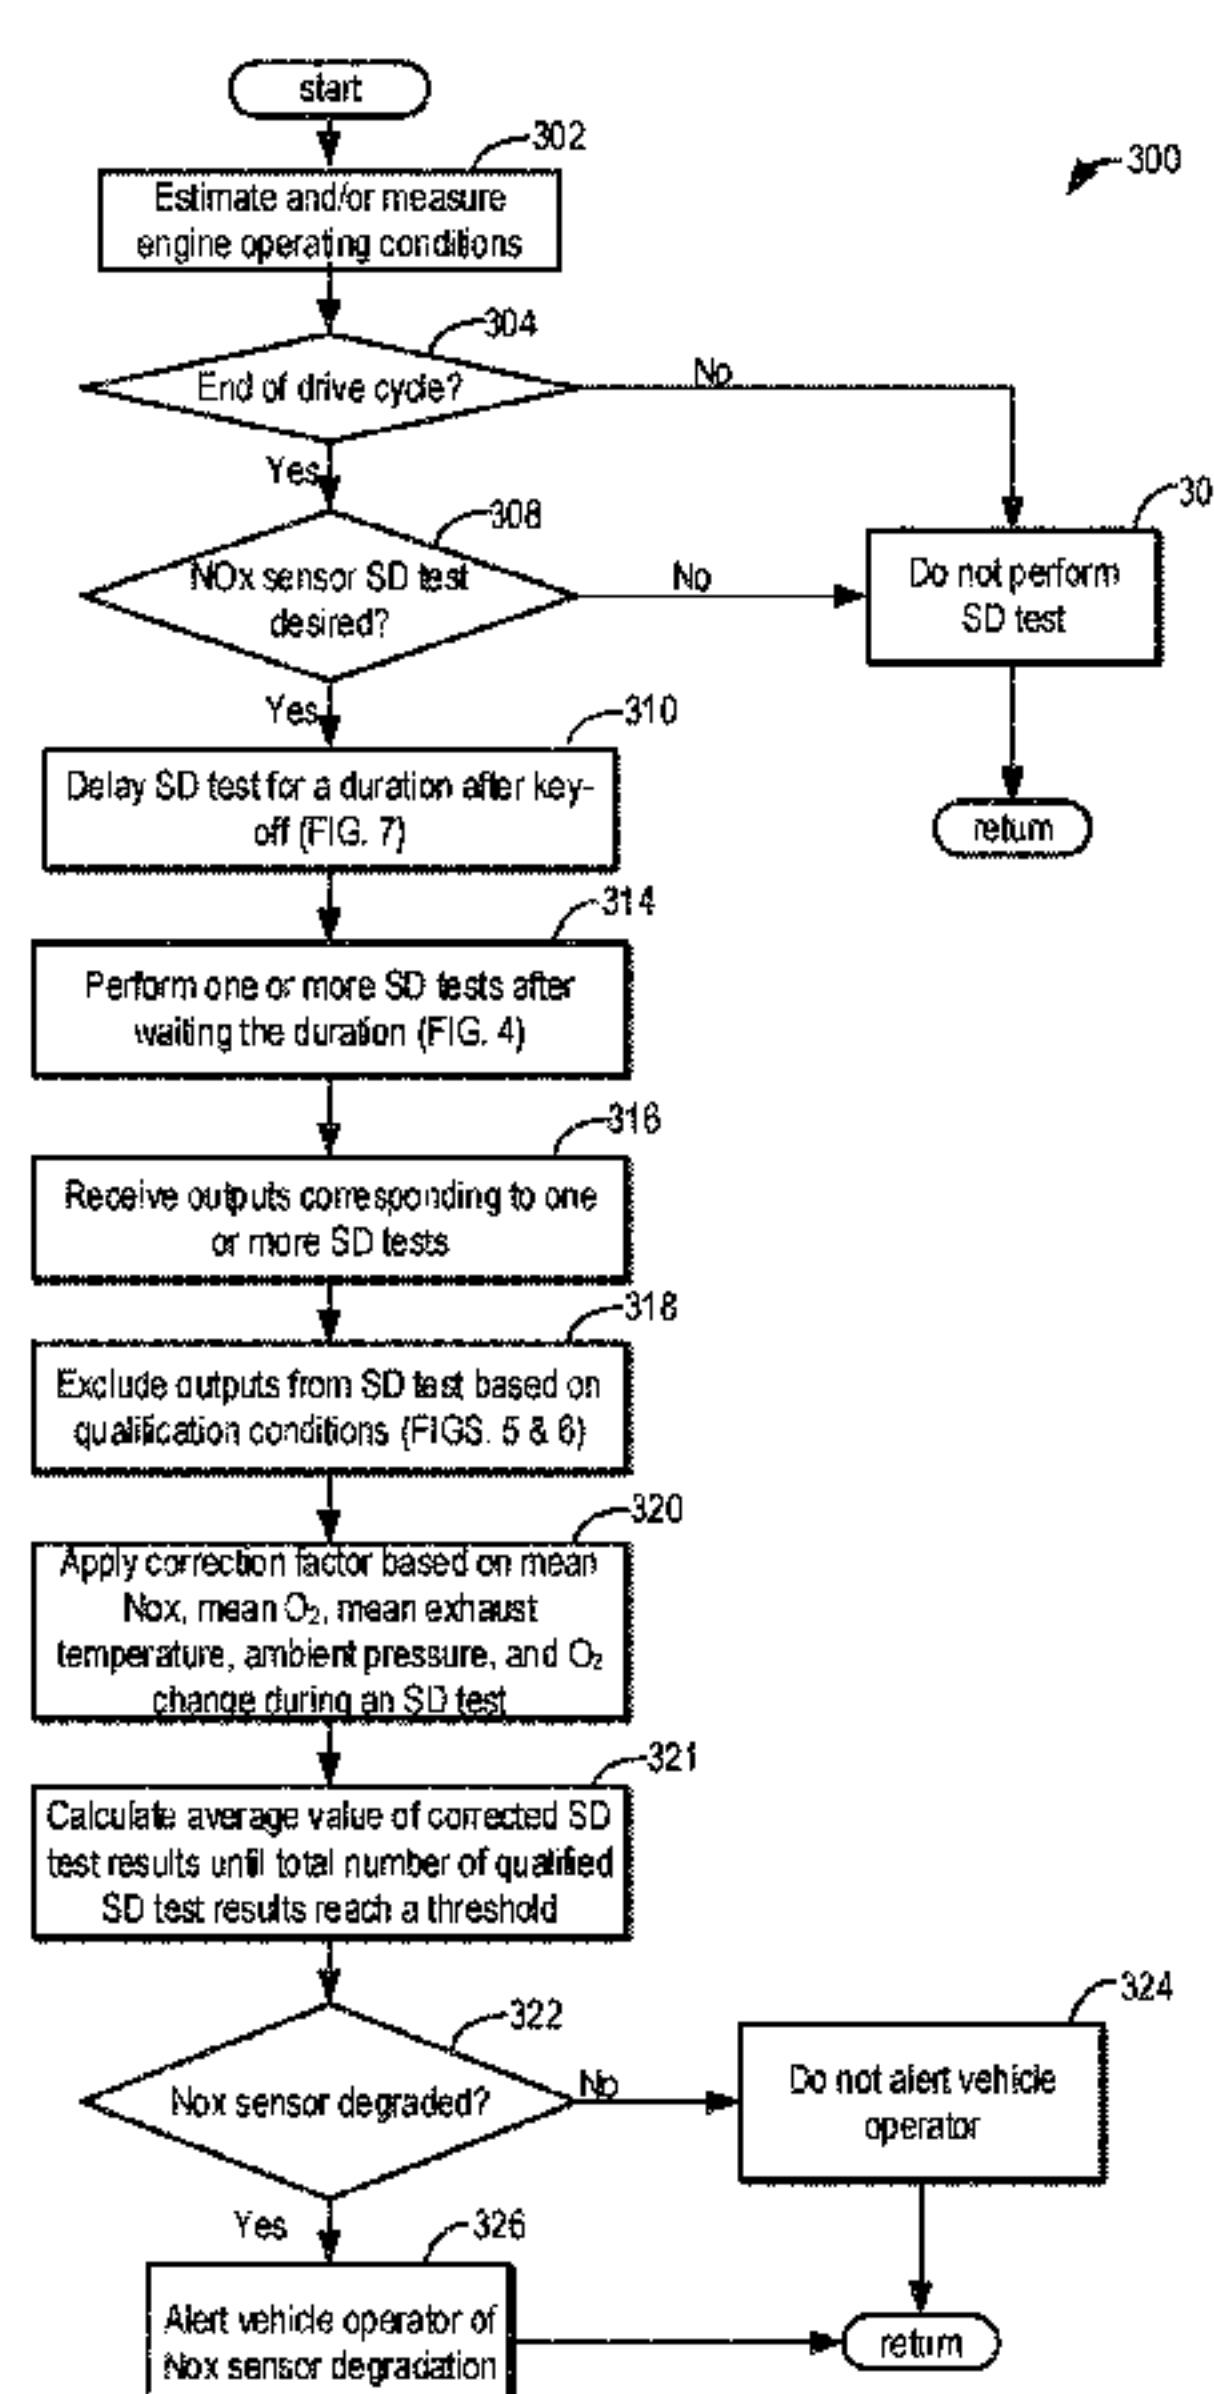 start
302
300
Estimate and/or measure
engine operating conditions
304
End of drive cycle?
No
Yes
308
30
NOx sensor SD test
desired?
No
Do not perform
SD test
Yes
310
Delay SD test for a duration after key-
off (FIG. 7)
return
314
Perform one or more SD tests after
waiting the duration (FIG. 4)
316
Receive outputs corresponding to one
or more SD tests
318
Exclude outputs from SD test based on
qualification conditions (FIGS. 5 & 6)
320
Apply correction factor based on mean
Nox, mean O₂, mean exhaust
temperature, ambient pressure, and O₂
change during an SD test
321
Calculate average value of corrected SD
test results until total number of qualified
SD test results reach a threshold
322
324
Nox sensor degraded?
No
Do not alert vehicle
operator
Yes
326
Alert vehicle operator of
Nox sensor degradation
return